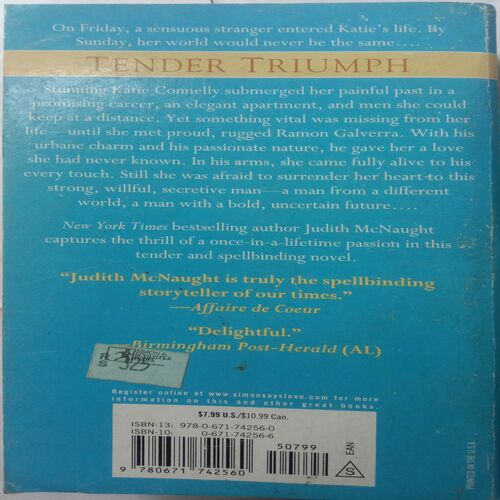 On Friday, a sensuous stranger entered Katie's life. By
Sunday, her world would never be the same....
TENDER TRIUMPH
Stunning Katie Connelly submerged her painful past in a
promising career, an elegant apartment, and men she could
keep at a distance. Yet something vital was missing from her
life—until she met proud, rugged Ramon Galverra. With his
urbane charm and his passionate nature, he gave her a love
she had never known. In his arms, she came fully alive to his
every touch. Still she was afraid to surrender her heart to this
strong, willful, secretive man—a man from a different
world, a man with a bold, uncertain future....
New York Times bestselling author Judith McNaught
captures the thrill of a once-in-a-lifetime passion in this
tender and spellbinding novel.
“Judith McNaught is truly the spellbinding
storyteller of our times.”
—Affaire de Coeur
“Delightful.”
—Birmingham Post-Herald (AL)
SIMON &
R
S 325
Register online at www.simonsayslove.com for more
information on this and other great books.
$7.99 U.S./$10.99 Can.
ISBN-13: 978-0-671-74256-0
ISBN-10: 0-671-74256-6
50799
9 780671 742560
S
EAN
PRINTED IN THE U.S.A.